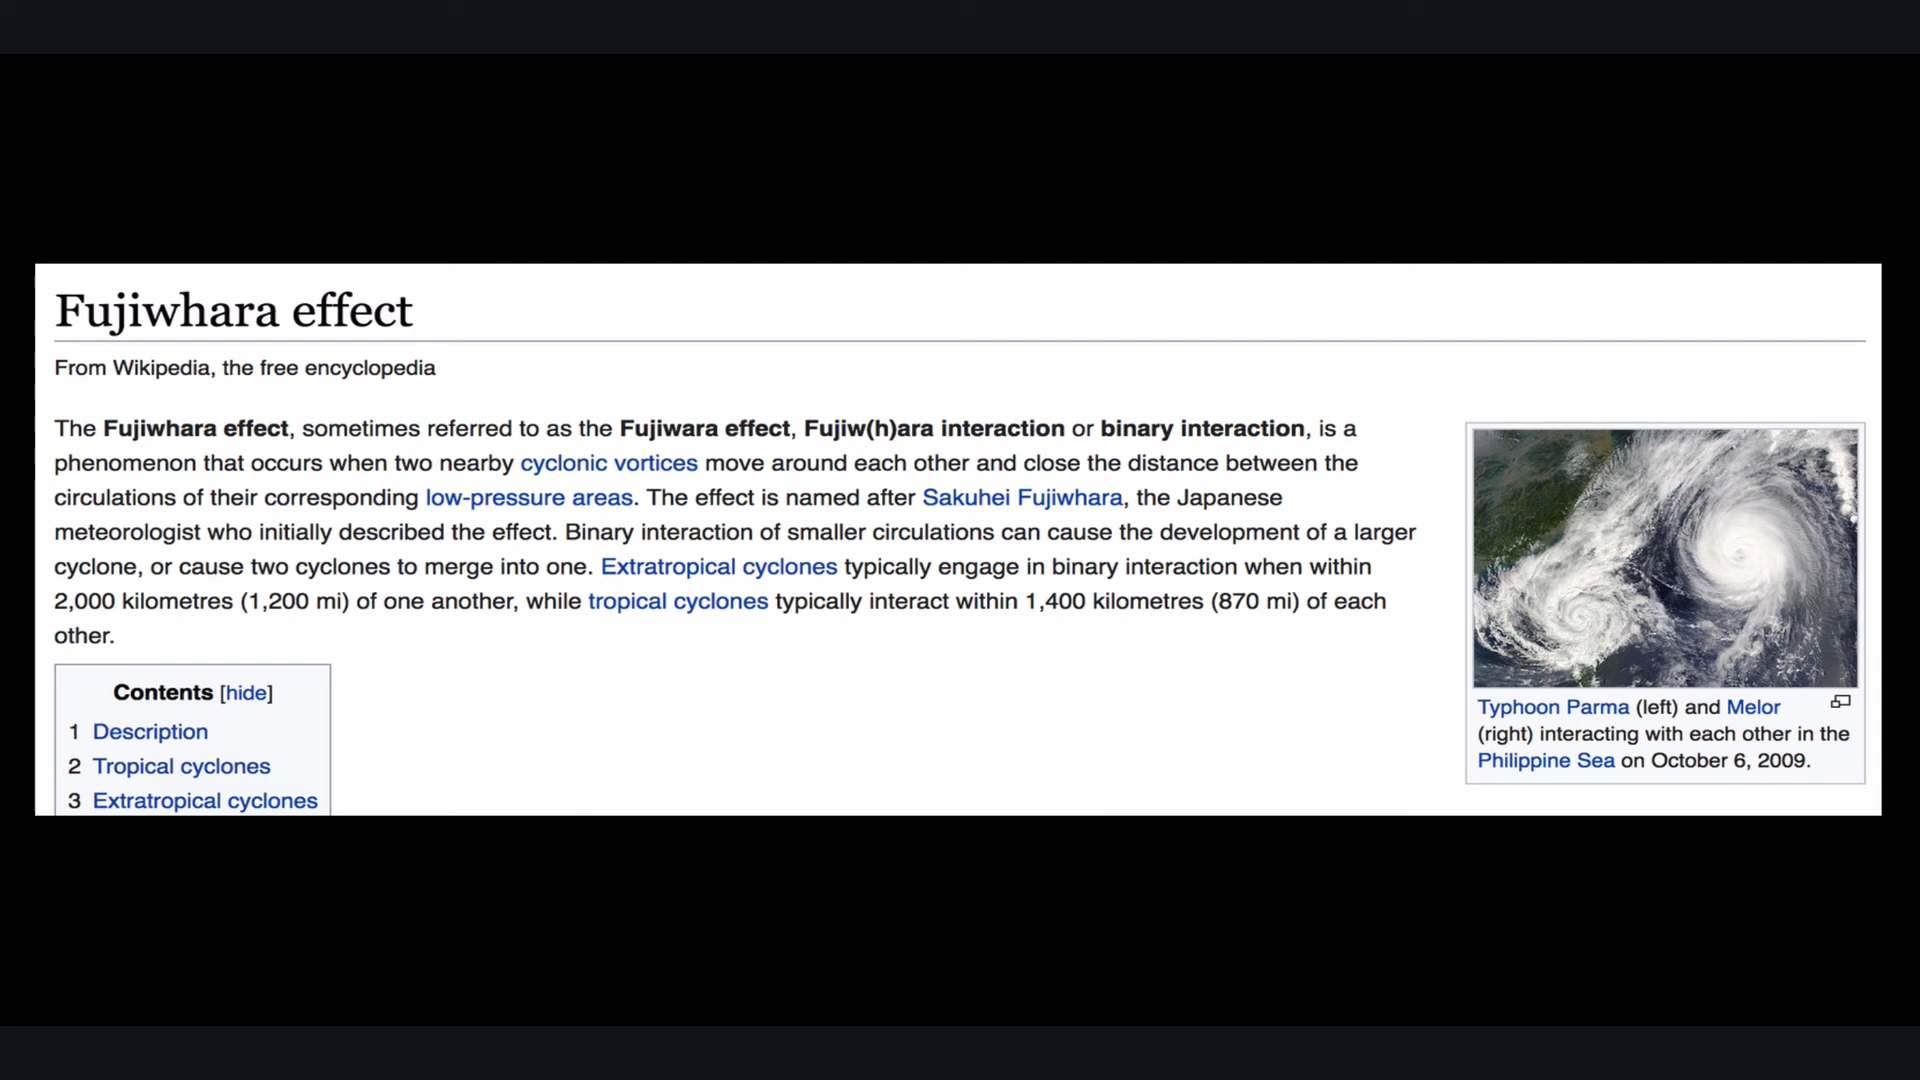 Fujiwhara effect
From Wikipedia, the free encyclopedia
The Fujiwhara effect, sometimes referred to as the Fujiwara effect, Fujiw(h)ara interaction or binary interaction, is a
phenomenon that occurs when two nearby cyclonic vortices move around each other and close the distance between the
circulations of their corresponding low-pressure areas. The effect is named after Sakuhei Fujiwhara, the Japanese
meteorologist who initially described the effect. Binary interaction of smaller circulations can cause the development of a larger
cyclone, or cause two cyclones to merge into one. Extratropical cyclones typically engage in binary interaction when within
2,000 kilometres (1,200 mi) of one another, while tropical cyclones typically interact within 1,400 kilometres (870 mi) of each
other.
Contents [hide]
1 Description
2 Tropical cyclones
3 Extratropical cyclones
Typhoon Parma (left) and Melor
(right) interacting with each other in the
Philippine Sea on October 6, 2009.